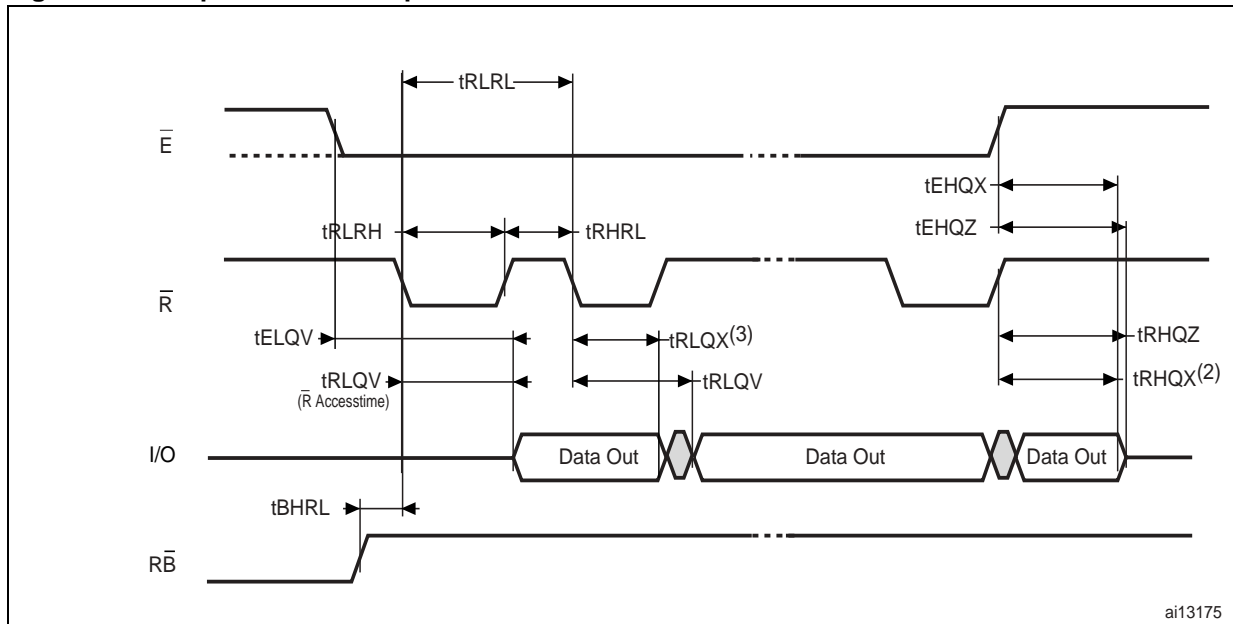 tRLRL
E̅
tEHQX
tEHQZ
tRLRH
tRHRL
R̅
tELQV
tRLQX(3)
tRHQZ
tRLQV
tRLQV
tRHQX(2)
(R̅ Accesstime)
I/O
Data Out
Data Out
Data Out
tBHRL
RB̅
ai13175